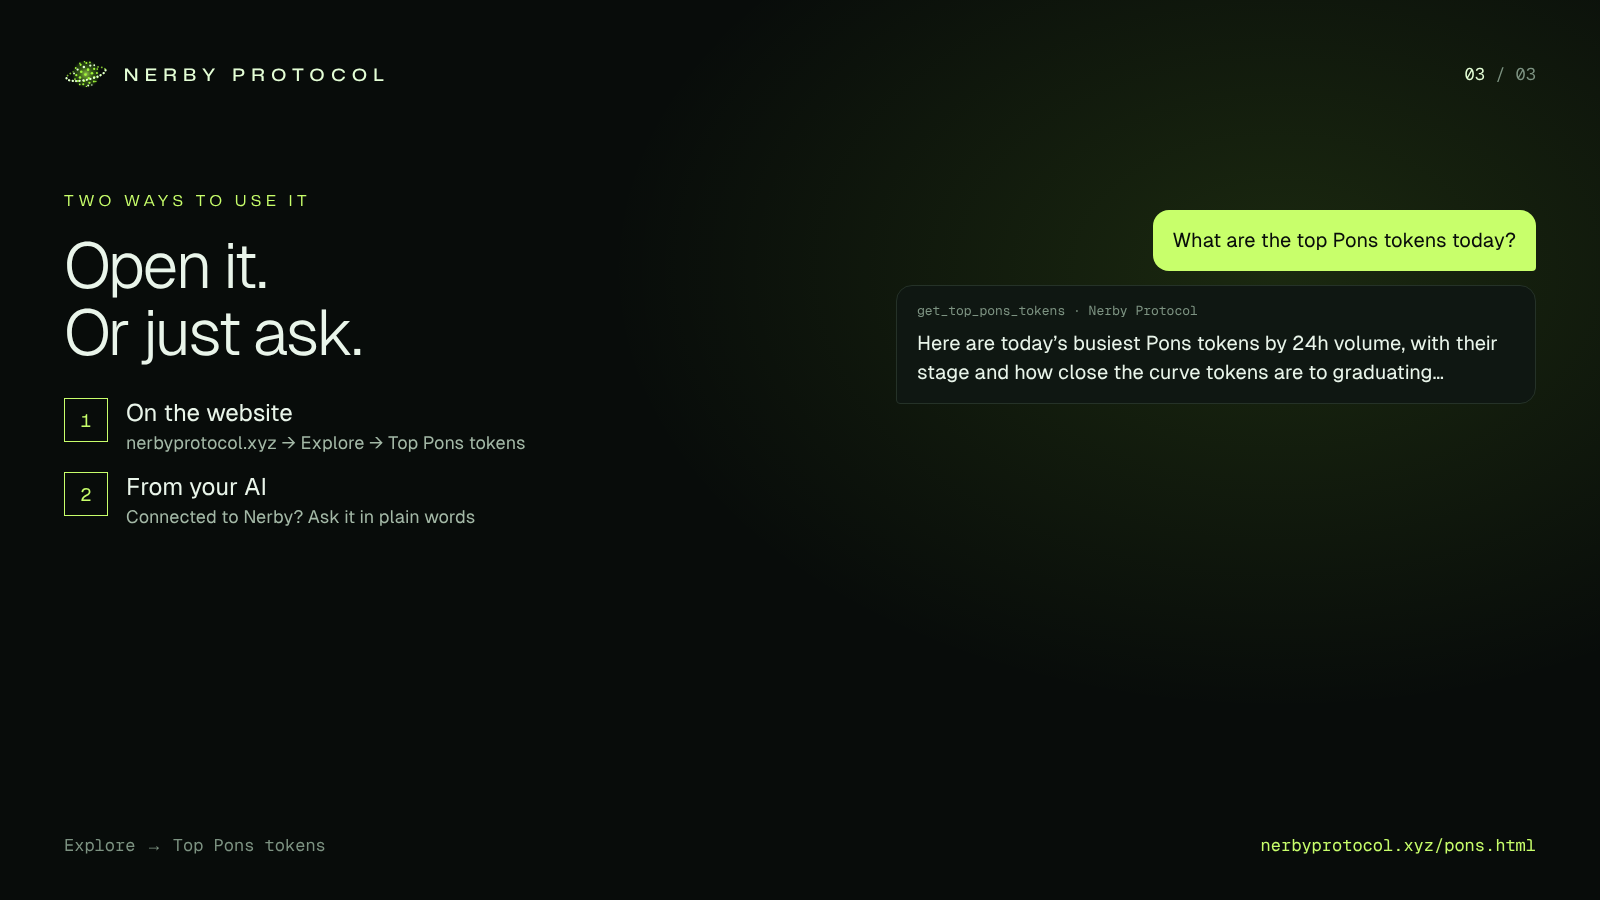 NERBY PROTOCOL
03 / 03
TWO WAYS TO USE IT
Open it.
Or just ask.
1
On the website
nerbyprotocol.xyz → Explore → Top Pons tokens
2
From your AI
Connected to Nerby? Ask it in plain words
What are the top Pons tokens today?
get_top_pons_tokens · Nerby Protocol
Here are today’s busiest Pons tokens by 24h volume, with their
stage and how close the curve tokens are to graduating…
Explore → Top Pons tokens
nerbyprotocol.xyz/pons.html